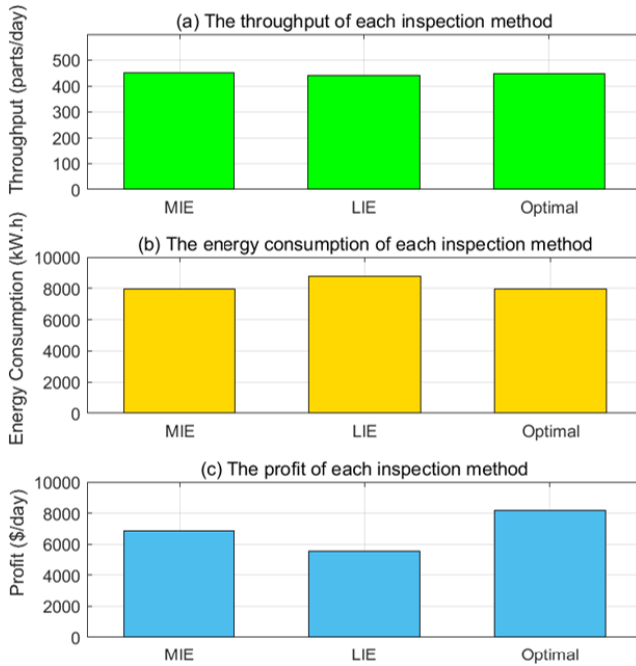 (a) The throughput of each inspection method
Throughput (parts/day)
500
400
300
200
100
0
MIE LIE Optimal
(b) The energy consumption of each inspection method
Energy Consumption (kW.h)
10000
8000
6000
4000
2000
0
MIE LIE Optimal
(c) The profit of each inspection method
Profit ($/day)
10000
8000
6000
4000
2000
0
MIE LIE Optimal